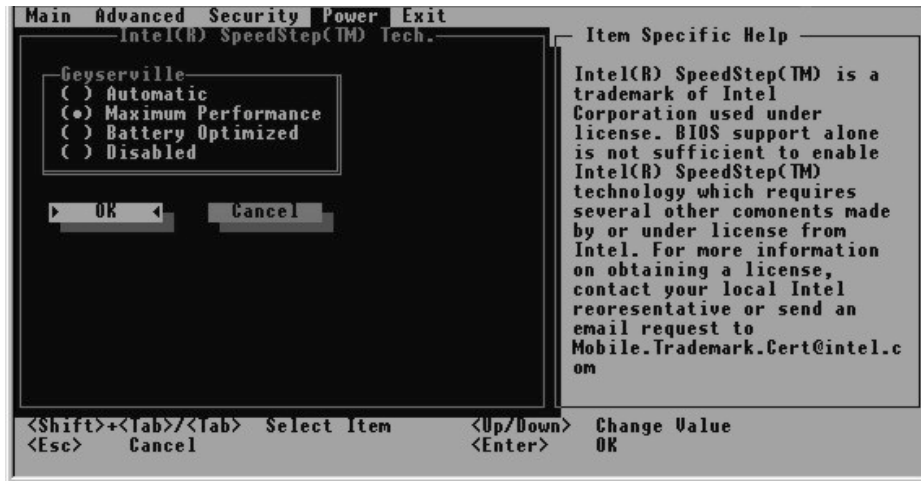 Main Advanced Security Power Exit
Intel(R) SpeedStep(TM) Tech.
Geyserville
( ) Automatic
(•) Maximum Performance
( ) Battery Optimized
( ) Disabled
OK
Cancel
Item Specific Help
Intel(R) SpeedStep(TM) is a
trademark of Intel
Corporation used under
license. BIOS support alone
is not sufficient to enable
Intel(R) SpeedStep(TM)
technology which requires
several other comonents made
by or under license from
Intel. For more information
on obtaining a license,
contact your local Intel
reoresentative or send an
email request to
Mobile.Trademark.Cert@intel.c
om
<Shift>+<Tab>/<Tab> Select Item <Up/Down> Change Value
<Esc> Cancel <Enter> OK